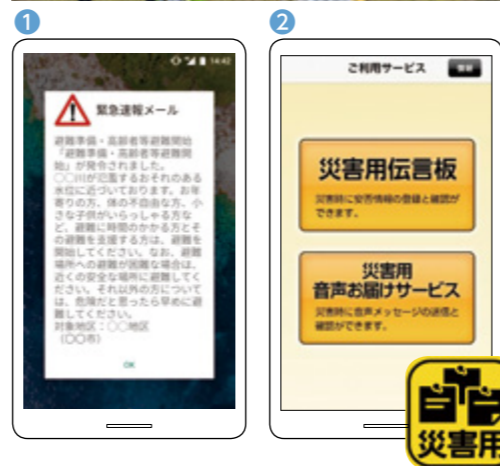 1
14:42
緊急速報メール
避難準備・高齢者等避難開始
「避難準備・高齢者等避難開
始」が発令されました。
〇〇川が氾濫するおそれのある
水位に近づいております。お年
寄りの方、体の不自由な方、小
さな子供がいらっしゃる方な
ど、避難に時間のかかる方とそ
の避難を支援する方は、避難を
開始してください。なお、避難
場所への避難が困難な場合は、
近くの安全な場所に避難してく
ださい。それ以外の方について
は、危険だと思ったら早めに避
難してください。
対象地区：〇〇地区
（〇〇市）
OK
2
ご利用サービス
災害用伝言板
災害時に安否情報の登録と確認が
できます。
災害用
音声お届けサービス
災害時に音声メッセージの送信と
確認ができます。
災害用